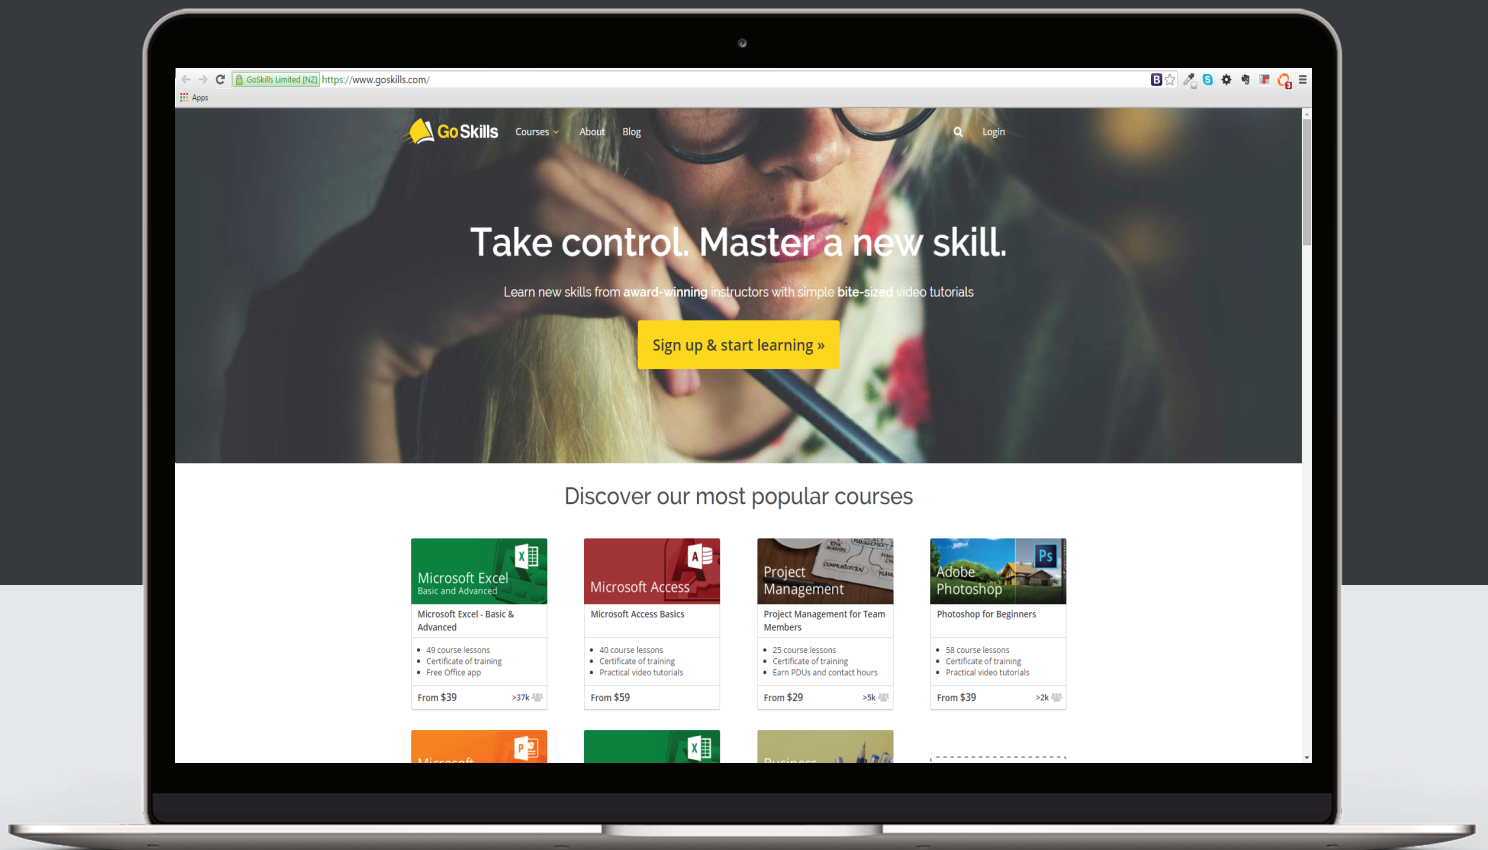 GoSkills Limited [NZ] https://www.goskills.com/
Apps
Go Skills Courses About Blog Login
Take control. Master a new skill.
Learn new skills from award-winning instructors with simple bite-sized video tutorials
Sign up & start learning »
Discover our most popular courses
Microsoft Excel
Basic and Advanced
Microsoft Excel - Basic &
Advanced
49 course lessons
Certificate of training
Free Office app
From $39 >37k
Microsoft Access
Microsoft Access Basics
40 course lessons
Certificate of training
Practical video tutorials
From $59
Project
Management
COMMUNICATION
Project Management for Team
Members
25 course lessons
Certificate of training
Earn PDUs and contact hours
From $29 >5k
Adobe
Photoshop
Ps
Photoshop for Beginners
58 course lessons
Certificate of training
Practical video tutorials
From $39 >2k
Microsoft
Business